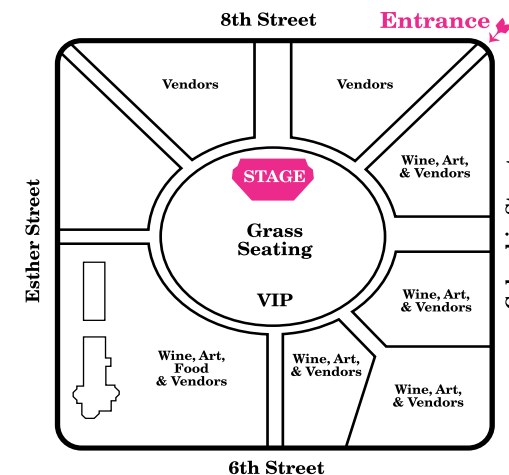 8th Street
Entrance
Vendors
Vendors
Wine, Art,
& Vendors
STAGE
Grass
Seating
VIP
Esther Street
Wine, Art,
& Vendors
Wine, Art,
Food
& Vendors
Wine, Art,
& Vendors
Wine, Art,
& Vendors
6th Street